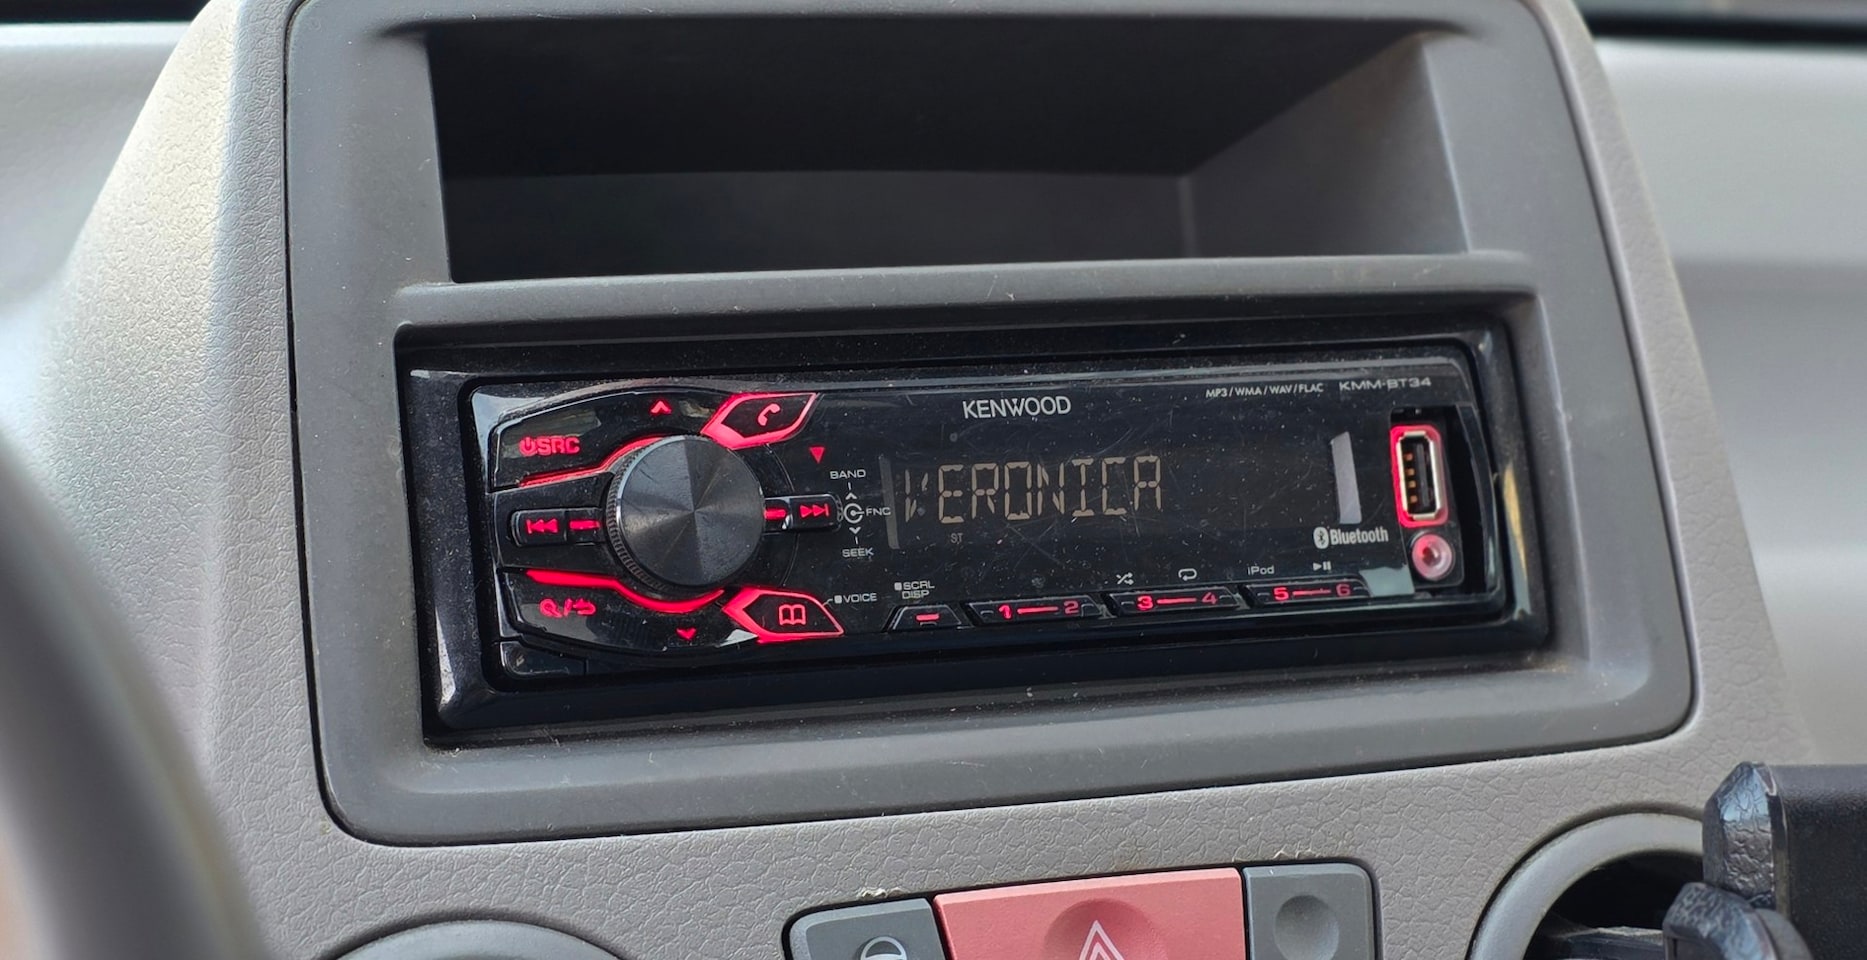 KENWOOD
MP3/WMA/WAV/FLAC KMM-BT34
SRC
BAND
FNC
SEEK
VERONICA
ST
Bluetooth
VOICE
SCRL
DISP
iPod
1 2 3 4 5 6